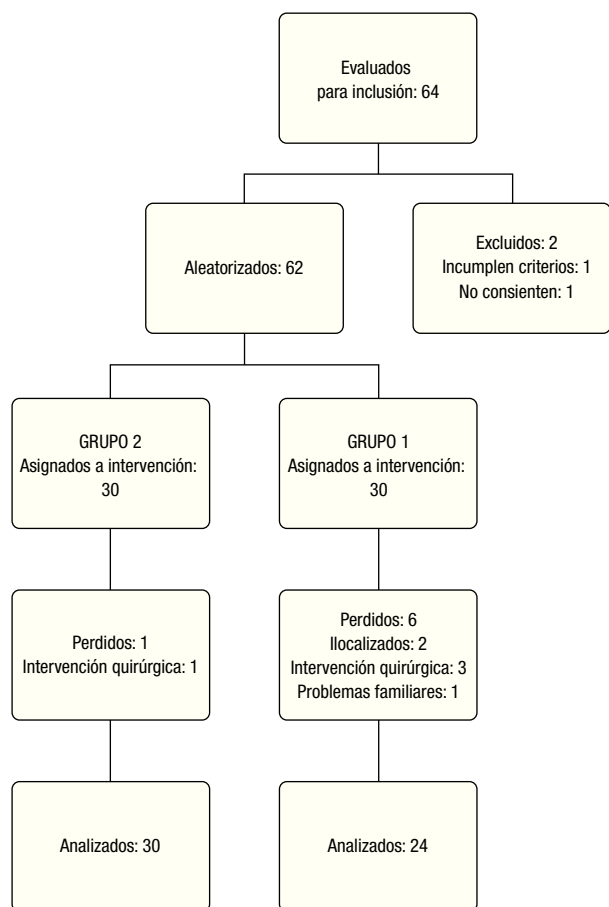 Evaluados
para inclusión: 64
Aleatorizados: 62
Excluidos: 2
Incumplen criterios: 1
No consienten: 1
GRUPO 2
Asignados a intervención:
30
GRUPO 1
Asignados a intervención:
30
Perdidos: 1
Intervención quirúrgica: 1
Perdidos: 6
Ilocalizados: 2
Intervención quirúrgica: 3
Problemas familiares: 1
Analizados: 30
Analizados: 24